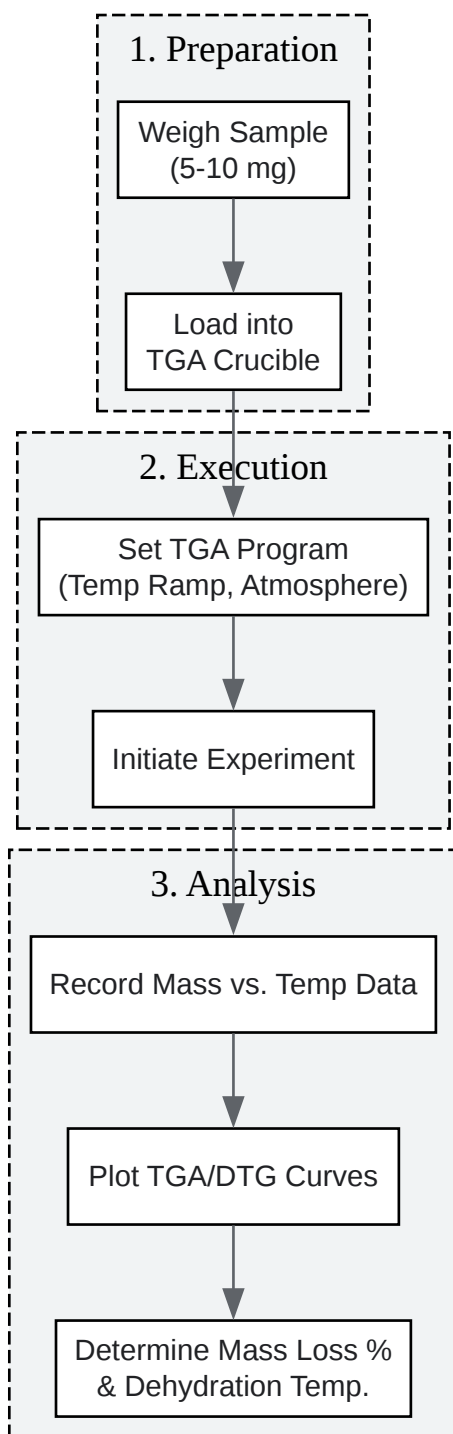 1. Preparation
Weigh Sample
(5-10 mg)
Load into
TGA Crucible
2. Execution
Set TGA Program
(Temp Ramp, Atmosphere)
Initiate Experiment
3. Analysis
Record Mass vs. Temp Data
Plot TGA/DTG Curves
Determine Mass Loss %
& Dehydration Temp.